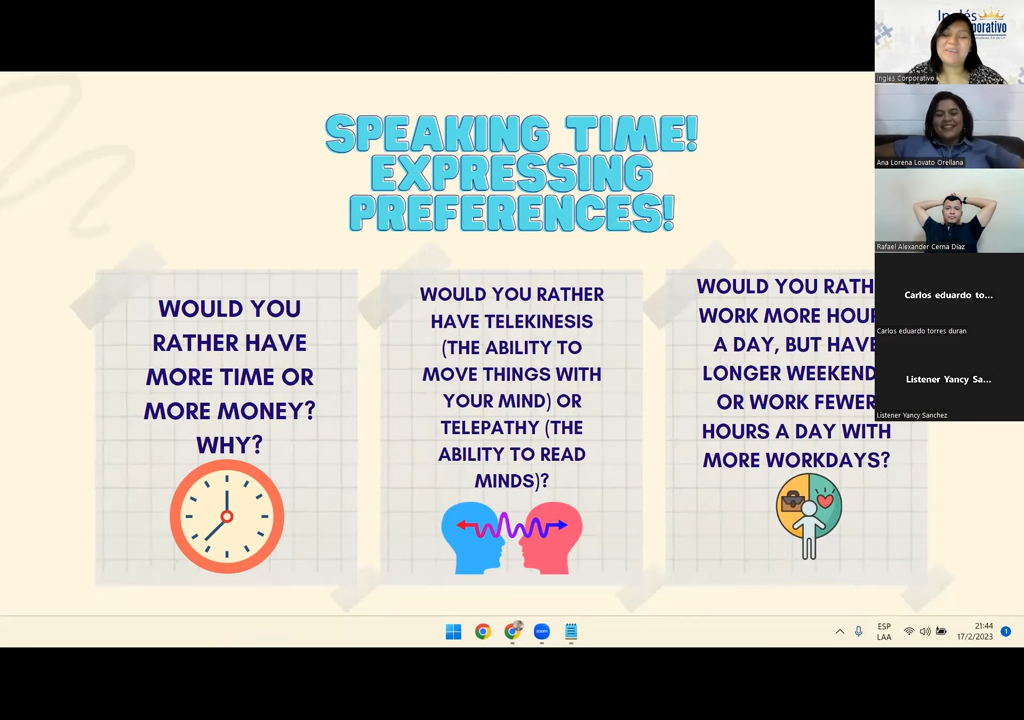 SPEAKING TIME!
EXPRESSING
PREFERENCES!
WOULD YOU
RATHER HAVE
MORE TIME OR
MORE MONEY?
WHY?
WOULD YOU RATHER
HAVE TELEKINESIS
(THE ABILITY TO
MOVE THINGS WITH
YOUR MIND) OR
TELEPATHY (THE
ABILITY TO READ
MINDS)?
WOULD YOU RATH
WORK MORE HOUR
A DAY, BUT HAVE
LONGER WEEKEND
OR WORK FEWER
HOURS A DAY WITH
MORE WORKDAYS?
Inglés Corporativo
Ana Lorena Lovato Orellana
Rafael Alexander Cerna Díaz
Carlos eduardo to...
Carlos eduardo torres duran
Listener Yancy Sa...
Listener Yancy Sanchez
zoom
ESP
LAA
21:44
17/2/2023
1